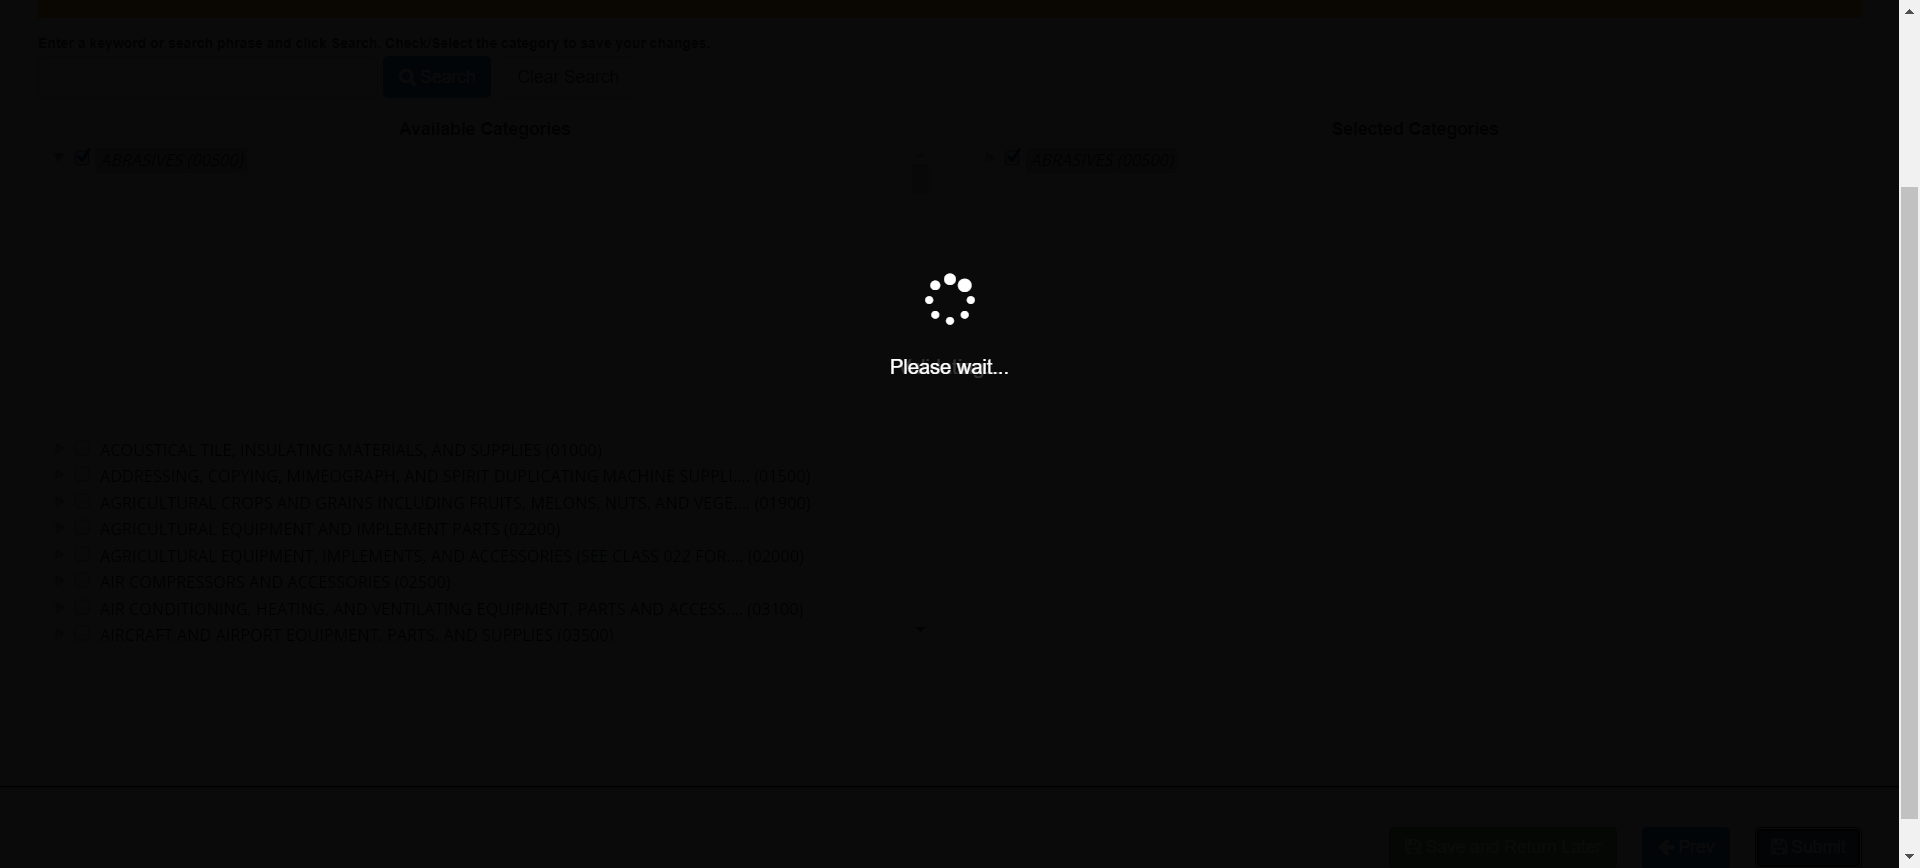 Enter a keyword or search phrase and click Search. Check/Select the category to save your changes.
Search Clear Search
Available Categories Selected Categories
ABRASIVES (00500) ABRASIVES (00500)
Please wait...
ACOUSTICAL TILE, INSULATING MATERIALS, AND SUPPLIES (01000)
ADDRESSING, COPYING, MIMEOGRAPH, AND SPIRIT DUPLICATING MACHINE SUPPLI.... (01500)
AGRICULTURAL CROPS AND GRAINS INCLUDING FRUITS, MELONS, NUTS, AND VEGE.... (01900)
AGRICULTURAL EQUIPMENT AND IMPLEMENT PARTS (02200)
AGRICULTURAL EQUIPMENT, IMPLEMENTS, AND ACCESSORIES (SEE CLASS 022 FOR.... (02000)
AIR COMPRESSORS AND ACCESSORIES (02500)
AIR CONDITIONING, HEATING, AND VENTILATING EQUIPMENT, PARTS AND ACCESS.... (03100)
AIRCRAFT AND AIRPORT EQUIPMENT, PARTS, AND SUPPLIES (03500)
Save and Return Later Prev Submit